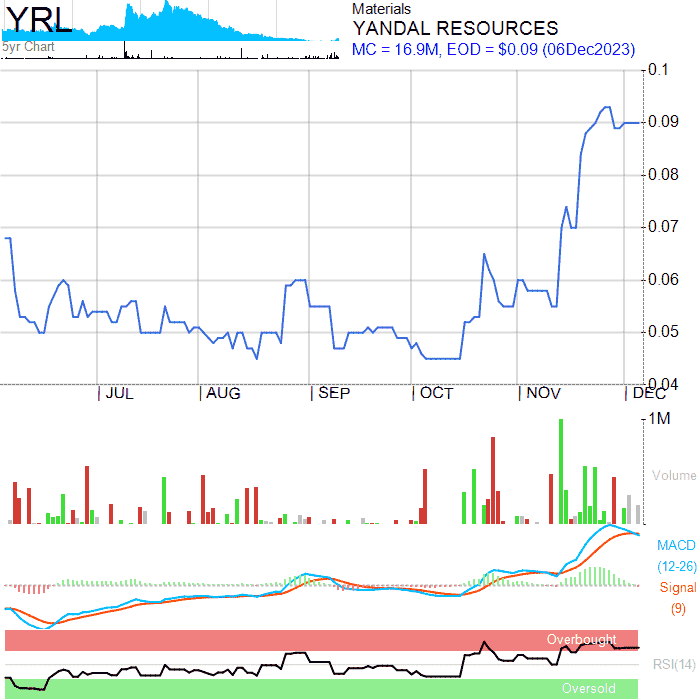 YRL
5yr Chart
Materials
YANDAL RESOURCES
MC = 16.9M, EOD = $0.09 (06Dec2023)
0.1
0.09
0.08
0.07
0.06
0.05
0.04
JUL AUG SEP OCT NOV DEC
1M
Volume
MACD
(12-26)
Signal
(9)
Overbought
RSI(14)
Oversold